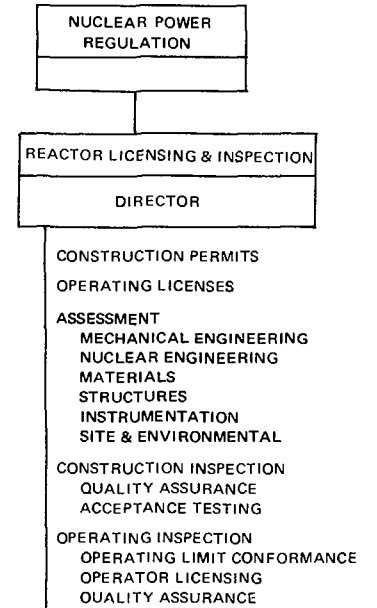 NUCLEAR POWER
REGULATION
REACTOR LICENSING & INSPECTION
DIRECTOR
CONSTRUCTION PERMITS
OPERATING LICENSES
ASSESSMENT
MECHANICAL ENGINEERING
NUCLEAR ENGINEERING
MATERIALS
STRUCTURES
INSTRUMENTATION
SITE & ENVIRONMENTAL
CONSTRUCTION INSPECTION
QUALITY ASSURANCE
ACCEPTANCE TESTING
OPERATING INSPECTION
OPERATING LIMIT CONFORMANCE
OPERATOR LICENSING
QUALITY ASSURANCE